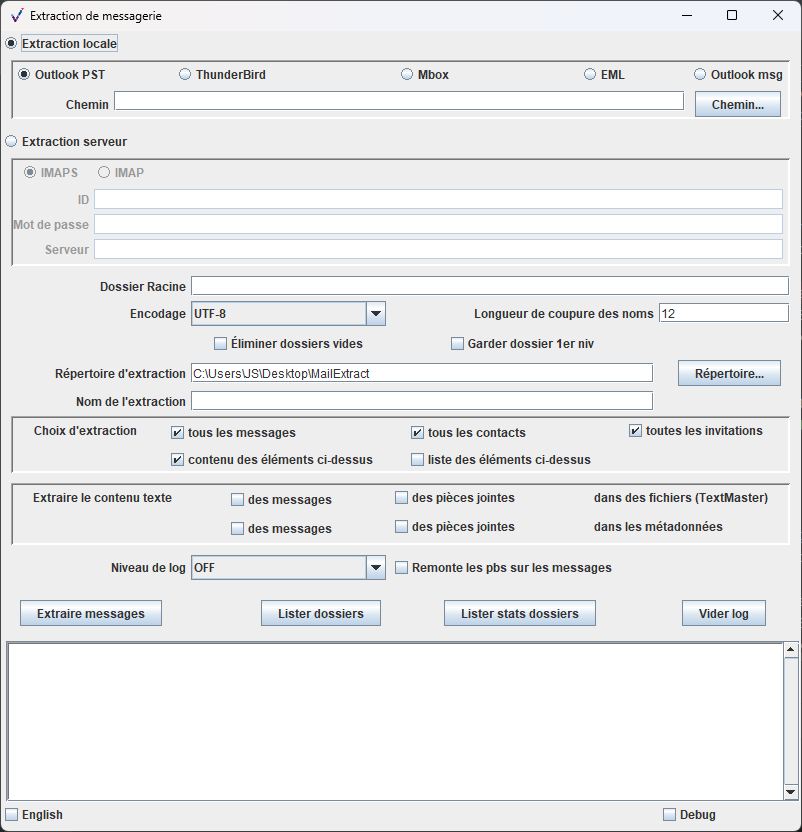 Extraction de messagerie
Extraction locale
Outlook PST ThunderBird Mbox EML Outlook msg
Chemin Chemin...
Extraction serveur
IMAPS IMAP
ID
Mot de passe
Serveur
Dossier Racine
Encodage UTF-8 Longueur de coupure des noms 12
Éliminer dossiers vides Garder dossier 1er niv
Répertoire d'extraction C:\Users\JS\Desktop\MailExtract Répertoire...
Nom de l'extraction
Choix d'extraction tous les messages tous les contacts toutes les invitations
contenu des éléments ci-dessus liste des éléments ci-dessus
Extraire le contenu texte des messages des pièces jointes dans des fichiers (TextMaster)
des messages des pièces jointes dans les métadonnées
Niveau de log OFF Remonte les pbs sur les messages
Extraire messages Lister dossiers Lister stats dossiers Vider log
English Debug